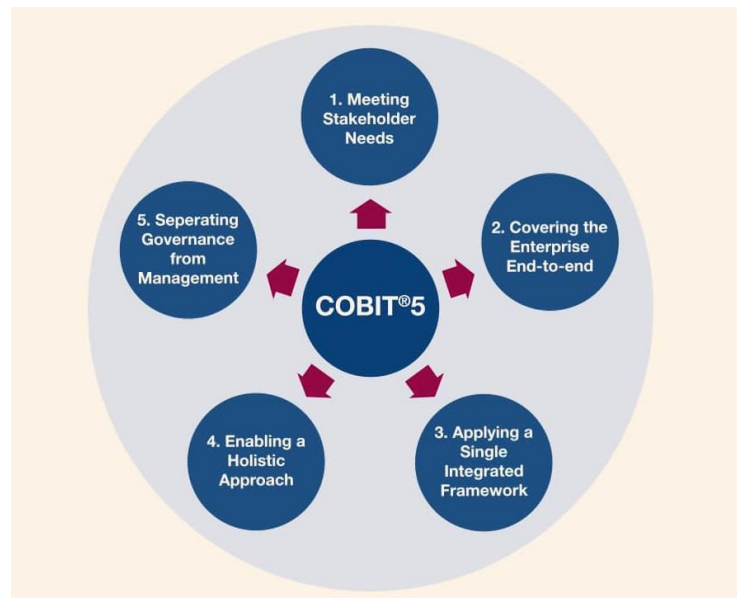 1. Meeting
Stakeholder
Needs
2. Covering the
Enterprise
End-to-end
3. Applying a
Single
Integrated
Framework
4. Enabling a
Holistic
Approach
5. Seperating
Governance
from
Management
COBIT®5